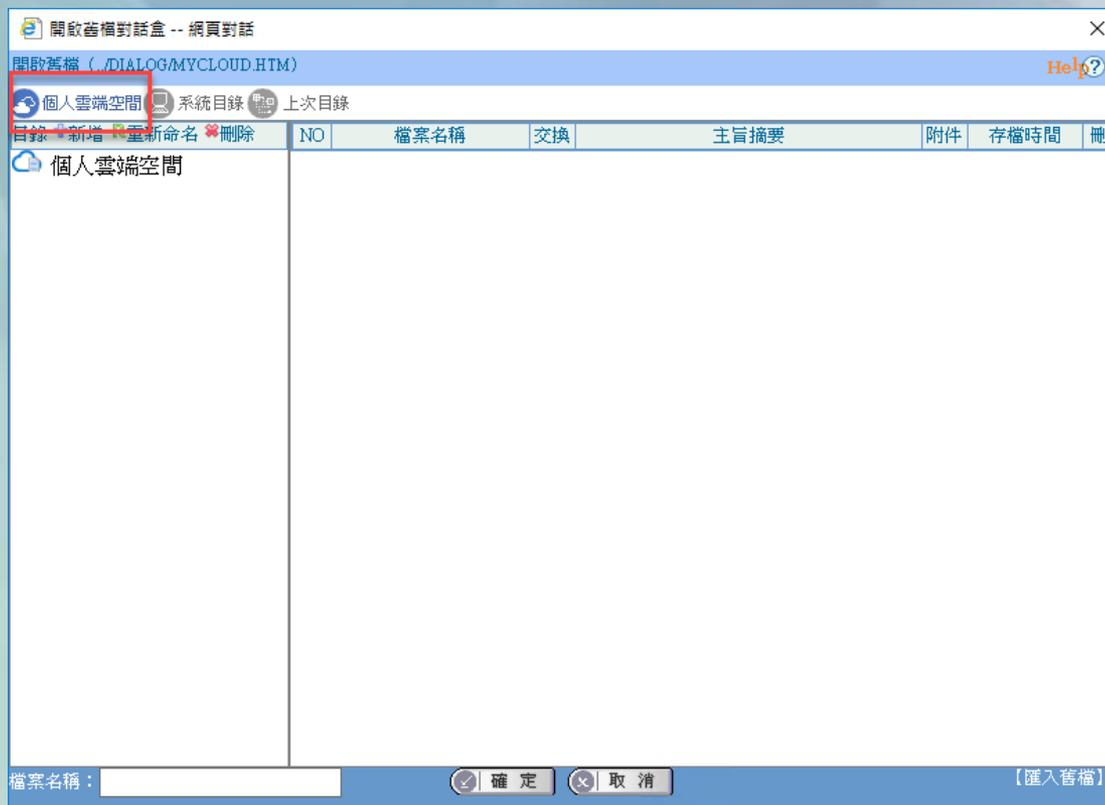 開啟舊檔對話盒 -- 網頁對話
開啟舊檔（../DIALOG/MYCLOUD.HTM）
Help?
個人雲端空間 系統目錄 上次目錄
目錄 新增 重新命名 刪除 NO 檔案名稱 交換 主旨摘要 附件 存檔時間 刪
個人雲端空間
檔案名稱： 確定 取消 【匯入舊檔】